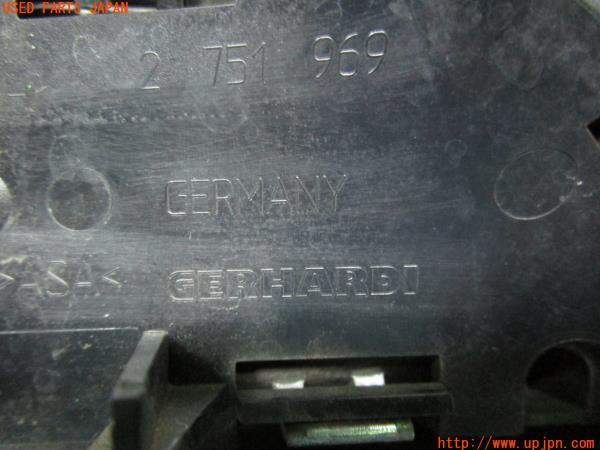 USED PARTS JAPAN
2 751 969
GERMANY
>ASA<
GERHARDI
http://www.upjpn.com/